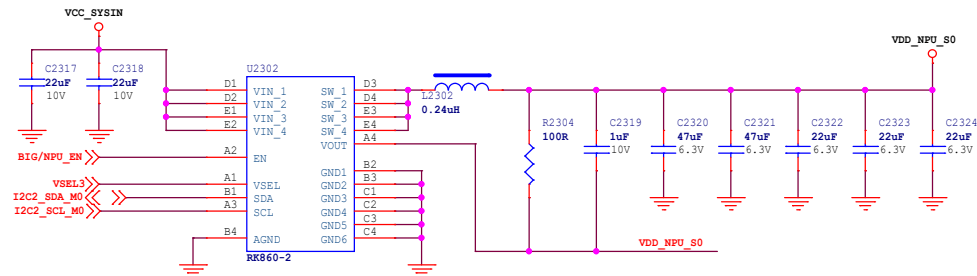 VCC_SYSIN
VDD_NPU_S0
C2317
22uF
10V
C2318
22uF
10V
U2302
D1 VIN_1 SW_1 D3
D2 VIN_2 SW_2 D4
E1 VIN_3 SW_3 E3
E2 VIN_4 SW_4 E4
VOUT A4
BIG/NPU_EN A2 EN
GND1 B2
VSEL3 A1 VSEL GND2 B3
I2C2_SDA_M0 B1 SDA GND3 C1
I2C2_SCL_M0 A3 SCL GND4 C2
GND5 C3
B4 AGND GND6 C4
RK860-2
L2302
0.24uH
R2304
100R
C2319
1uF
10V
C2320
47uF
6.3V
C2321
47uF
6.3V
C2322
22uF
6.3V
C2323
22uF
6.3V
C2324
22uF
6.3V
VDD_NPU_S0